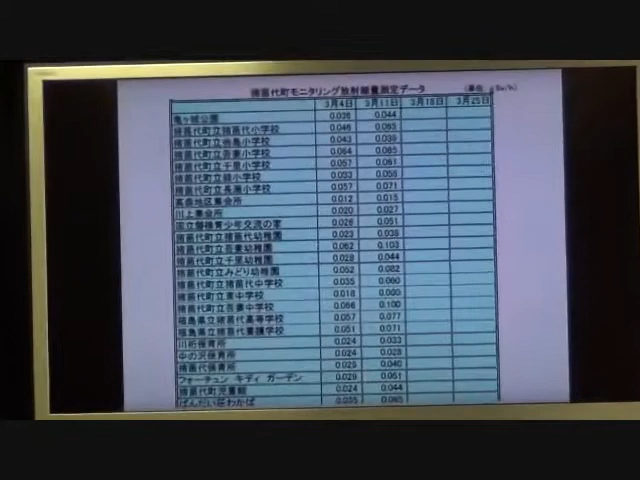 猪苗代町モニタリング放射線量測定データ (単位 μSv/h)
3月4日 3月11日 3月18日 3月25日
亀ヶ城公園 0.036 0.044
猪苗代町立猪苗代小学校 0.046 0.065
猪苗代町立翁島小学校 0.043 0.039
猪苗代町立吾妻小学校 0.064 0.085
猪苗代町立千里小学校 0.057 0.061
猪苗代町立緑小学校 0.033 0.058
猪苗代町立長瀬小学校 0.057 0.071
高森地区集会所 0.012 0.015
川上集会所 0.020 0.027
国立磐梯青少年交流の家 0.026 0.051
猪苗代町立猪苗代幼稚園 0.023 0.038
猪苗代町立吾妻幼稚園 0.062 0.103
猪苗代町立千里幼稚園 0.028 0.044
猪苗代町立みどり幼稚園 0.052 0.082
猪苗代町立猪苗代中学校 0.035 0.060
猪苗代町立東中学校 0.018
猪苗代町立吾妻中学校 0.066 0.100
福島県立猪苗代高等学校 0.057 0.077
福島県立猪苗代養護学校 0.051 0.071
川桁保育所 0.024 0.033
中の沢保育所 0.024 0.028
猪苗代保育所 0.025 0.040
フォーチュン キディ ガーデン 0.029 0.051
猪苗代町児童館 0.024 0.044
ばんだい荘わかば 0.035 0.065